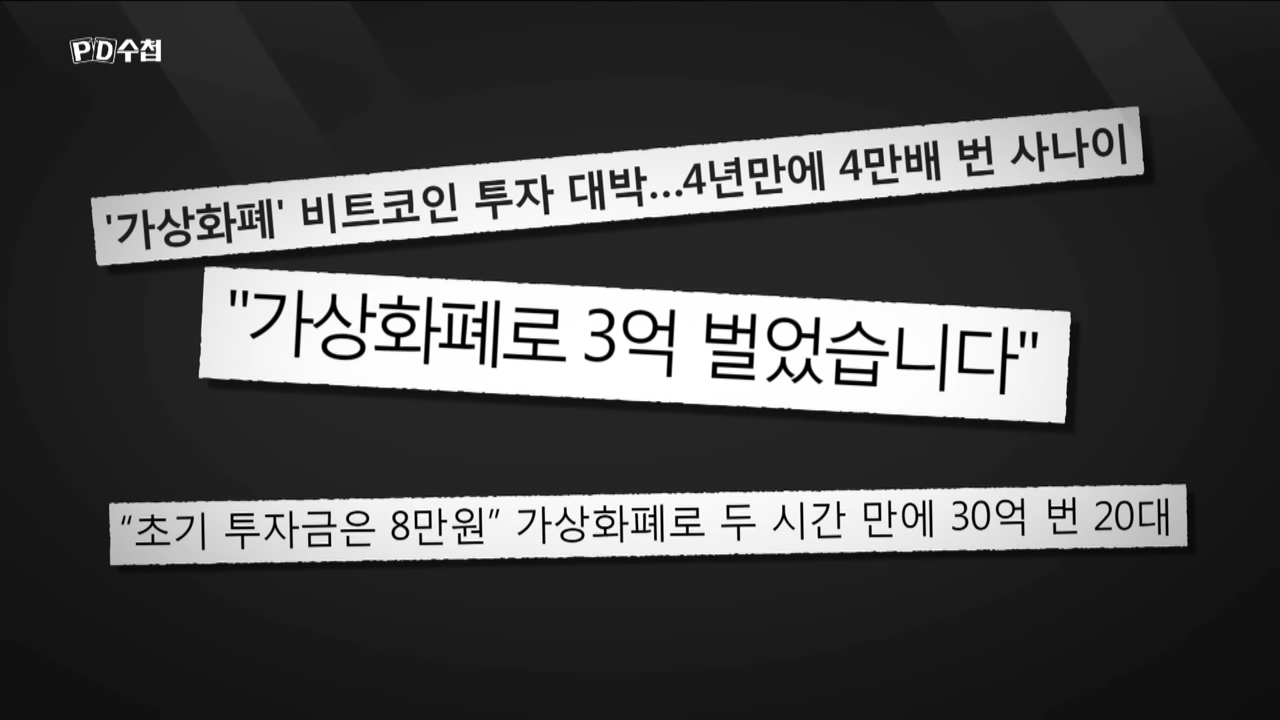 PD수첩
'가상화폐' 비트코인 투자 대박...4년만에 4만배 번 사나이
"가상화폐로 3억 벌었습니다"
“초기 투자금은 8만원” 가상화폐로 두 시간 만에 30억 번 20대